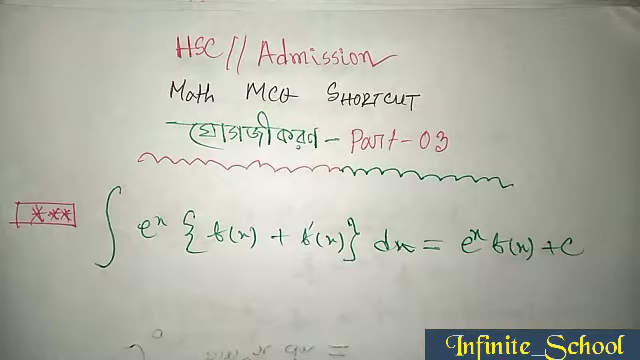 HSC // Admission
Math MCQ SHORTCUT
যোগজীকরণ - Part-03
*** ∫ eˣ {f(x) + f'(x)} dx = eˣ f(x) + c
Infinite_School